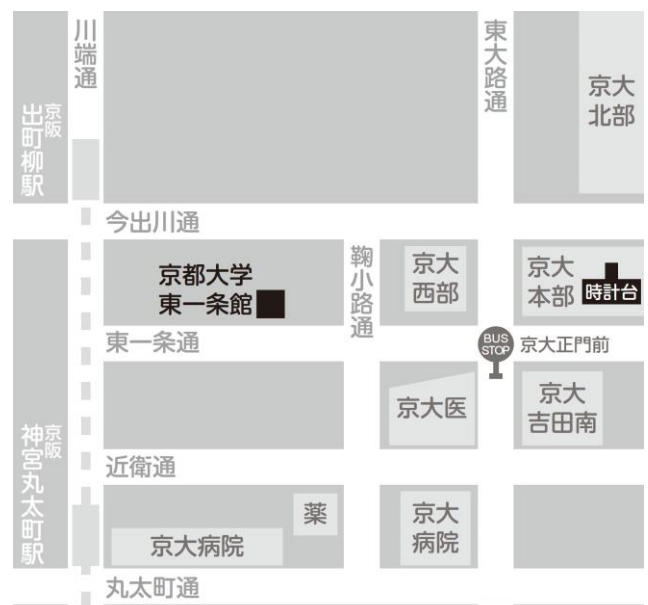 川端通
東大路通
京大
北部
京阪
出町柳駅
今出川通
京都大学
東一条館
鞠小路通
京大
西部
京大
本部
時計台
東一条通
BUS
STOP
京大正門前
京大医
京大
吉田南
京阪
神宮丸太町駅
近衛通
薬
京大病院
京大
病院
丸太町通